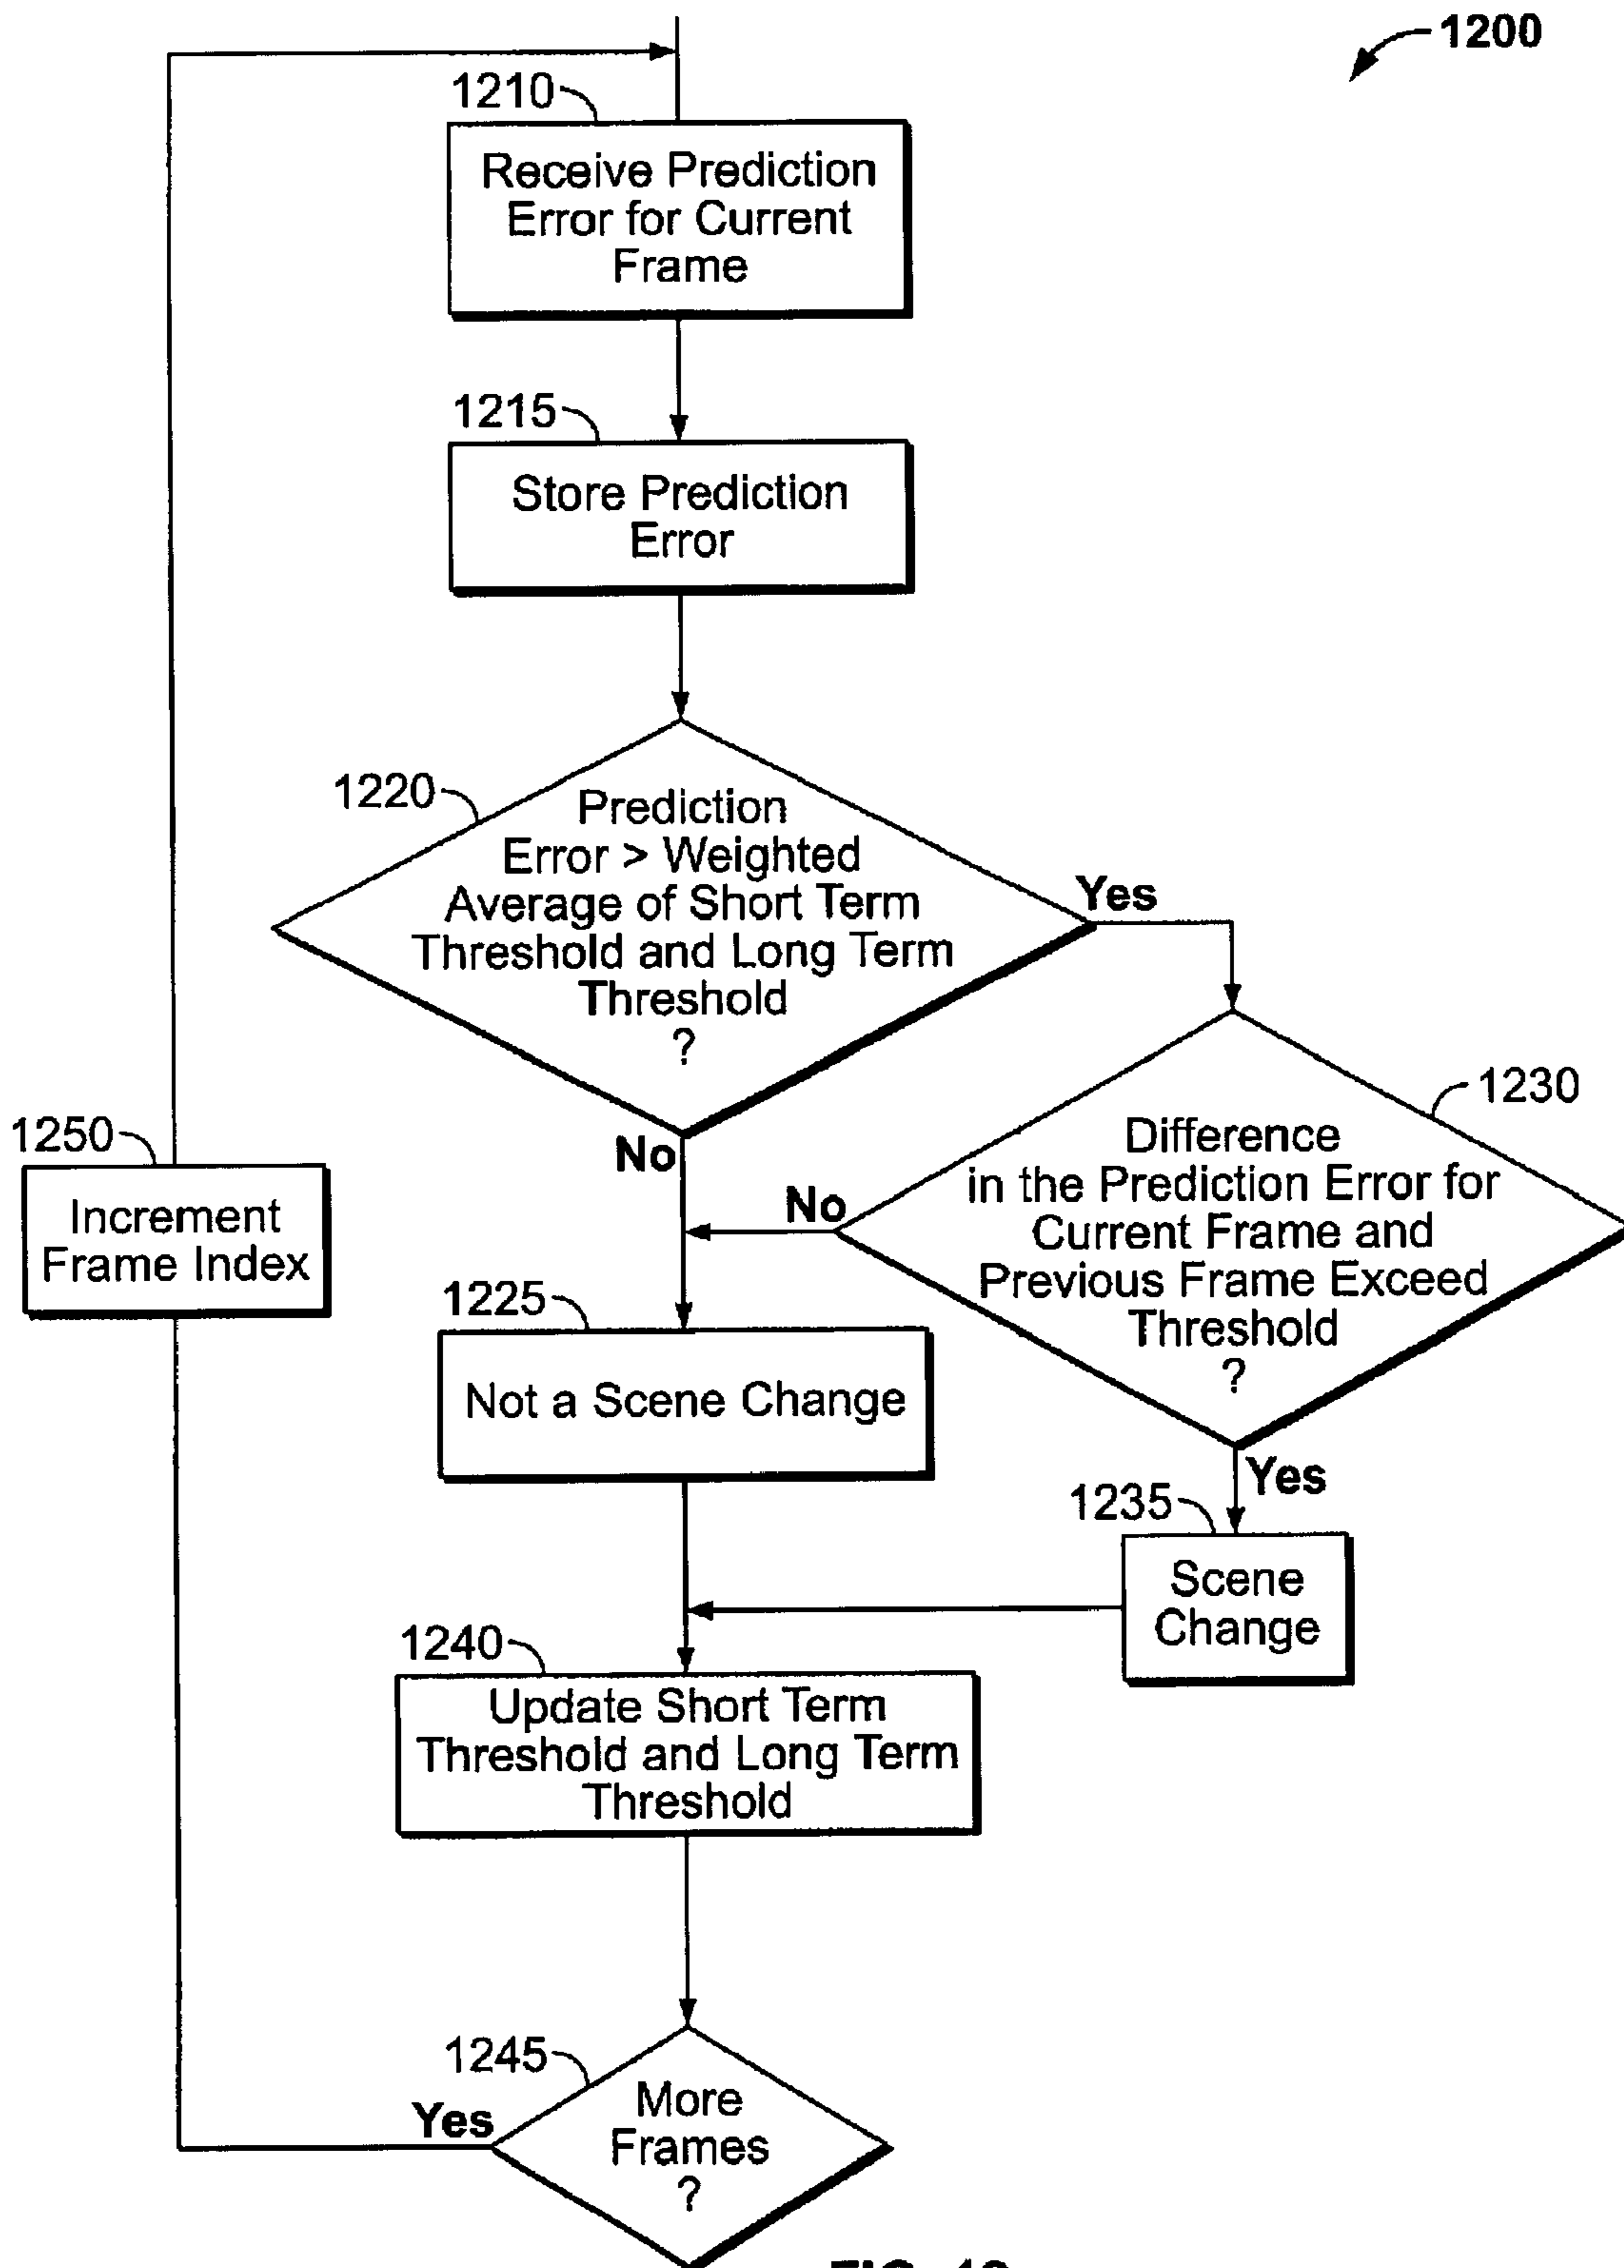 1200
1210
Receive Prediction
Error for Current
Frame
1215
Store Prediction
Error
1220
Prediction
Error > Weighted
Average of Short Term
Threshold and Long Term
Threshold
?
Yes
No
1230
Difference
in the Prediction Error for
Current Frame and
Previous Frame Exceed
Threshold
?
No
Yes
1250
Increment
Frame Index
1225
Not a Scene Change
1235
Scene
Change
1240
Update Short Term
Threshold and Long Term
Threshold
1245
More
Frames
?
Yes